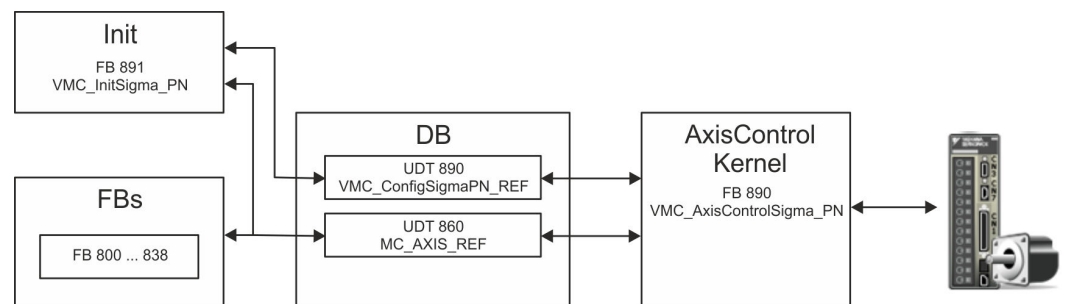 Init
FB 891
VMC_InitSigma_PN
FBs
FB 800 ... 838
DB
UDT 890
VMC_ConfigSigmaPN_REF
UDT 860
MC_AXIS_REF
AxisControl
Kernel
FB 890
VMC_AxisControlSigma_PN